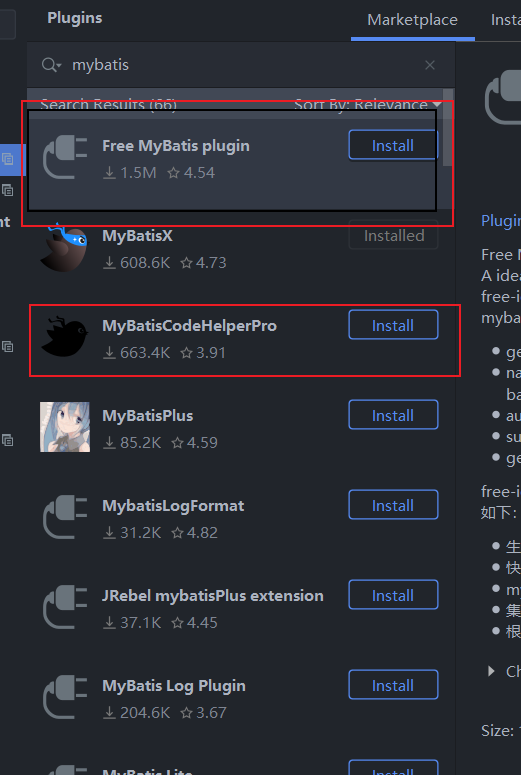 Plugins
Marketplace
Insta
mybatis
Search Results (66)
Sort By: Relevance
Free MyBatis plugin
Install
1.5M
4.54
nt
MyBatisX
Installed
608.6K
4.73
Plugin
Free M
A idea
free-i
mybat
MyBatisCodeHelperPro
Install
663.4K
3.91
ge
na
ba
au
su
ge
MyBatisPlus
Install
85.2K
4.59
free-i
如下:
MybatisLogFormat
Install
31.2K
4.82
生
快
my
集
根
JRebel mybatisPlus extension
Install
37.1K
4.45
Ch
MyBatis Log Plugin
Install
204.6K
3.67
Size:
MyBatis Lite
Install